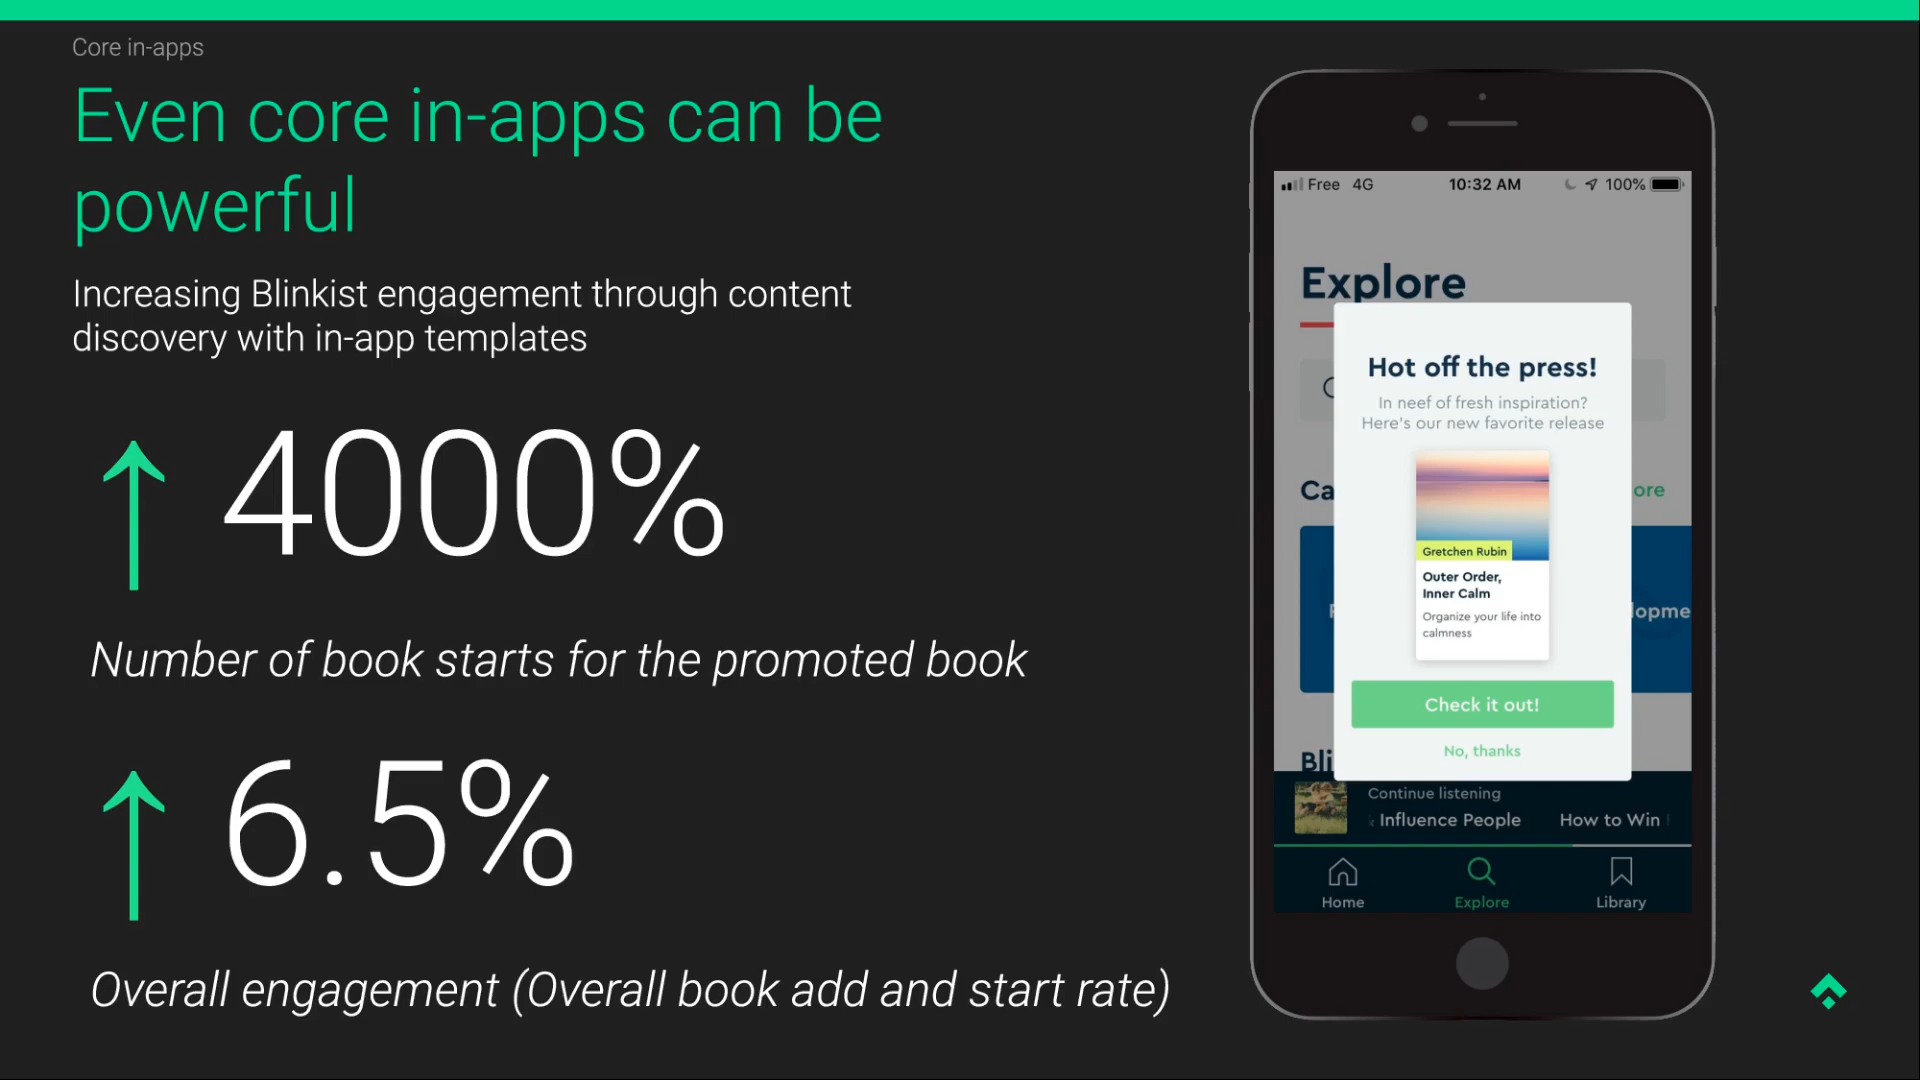 Core in-apps
Even core in-apps can be
powerful
Increasing Blinkist engagement through content
discovery with in-app templates
4000%
Number of book starts for the promoted book
6.5%
Overall engagement (Overall book add and start rate)
Free 4G 10:32 AM 100%
Explore
Hot off the press!
In neef of fresh inspiration?
Here's our new favorite release
Ca
ore
Gretchen Rubin
Outer Order,
Inner Calm
Organize your life into
calmness
lopme
Check it out!
No, thanks
Bli
Continue listening
Influence People How to Win
Home Explore Library